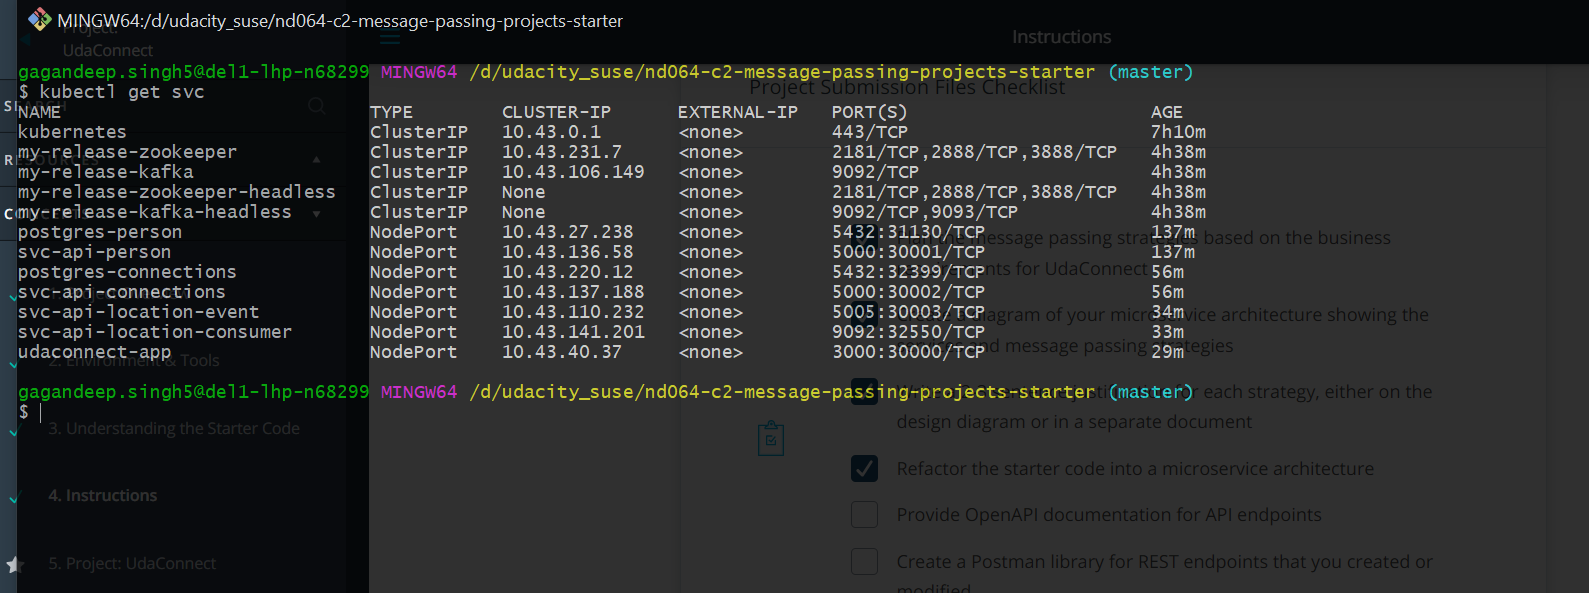 MINGW64:/d/udacity_suse/nd064-c2-message-passing-projects-starter
Project:
UdaConnect
Instructions
gagandeep.singh5@del1-lhp-n68299 MINGW64 /d/udacity_suse/nd064-c2-message-passing-projects-starter (master)
Project Submission Files Checklist
$ kubectl get svc
SEARCH
NAME TYPE CLUSTER-IP EXTERNAL-IP PORT(S) AGE
kubernetes ClusterIP 10.43.0.1 <none> 443/TCP 7h10m
RESOURCES
my-release-zookeeper ClusterIP 10.43.231.7 <none> 2181/TCP,2888/TCP,3888/TCP 4h38m
my-release-kafka ClusterIP 10.43.106.149 <none> 9092/TCP 4h38m
my-release-zookeeper-headless ClusterIP None <none> 2181/TCP,2888/TCP,3888/TCP 4h38m
my-release-kafka-headless ClusterIP None <none> 9092/TCP,9093/TCP 4h38m
postgres-person NodePort 10.43.27.238 <none> 5432:31130/TCP 137m
the message passing strategies based on the business
svc-api-person NodePort 10.43.136.58 <none> 5000:30001/TCP 137m
for UdaConnect
postgres-connections NodePort 10.43.220.12 <none> 5432:32399/TCP 56m
svc-api-connections NodePort 10.43.137.188 <none> 5000:30002/TCP 56m
svc-api-location-event NodePort 10.43.110.232 <none> 5005:30003/TCP 34m
diagram of your microservice architecture showing the
svc-api-location-consumer NodePort 10.43.141.201 <none> 9092:32550/TCP 33m
and message passing strategies
udaconnect-app NodePort 10.43.40.37 <none> 3000:30000/TCP 29m
2. Environment & Tools
gagandeep.singh5@del1-lhp-n68299 MINGW64 /d/udacity_suse/nd064-c2-message-passing-projects-starter (master)
for each strategy, either on the
$
design diagram or in a separate document
3. Understanding the Starter Code
Refactor the starter code into a microservice architecture
4. Instructions
Provide OpenAPI documentation for API endpoints
5. Project: UdaConnect
Create a Postman library for REST endpoints that you created or
modified